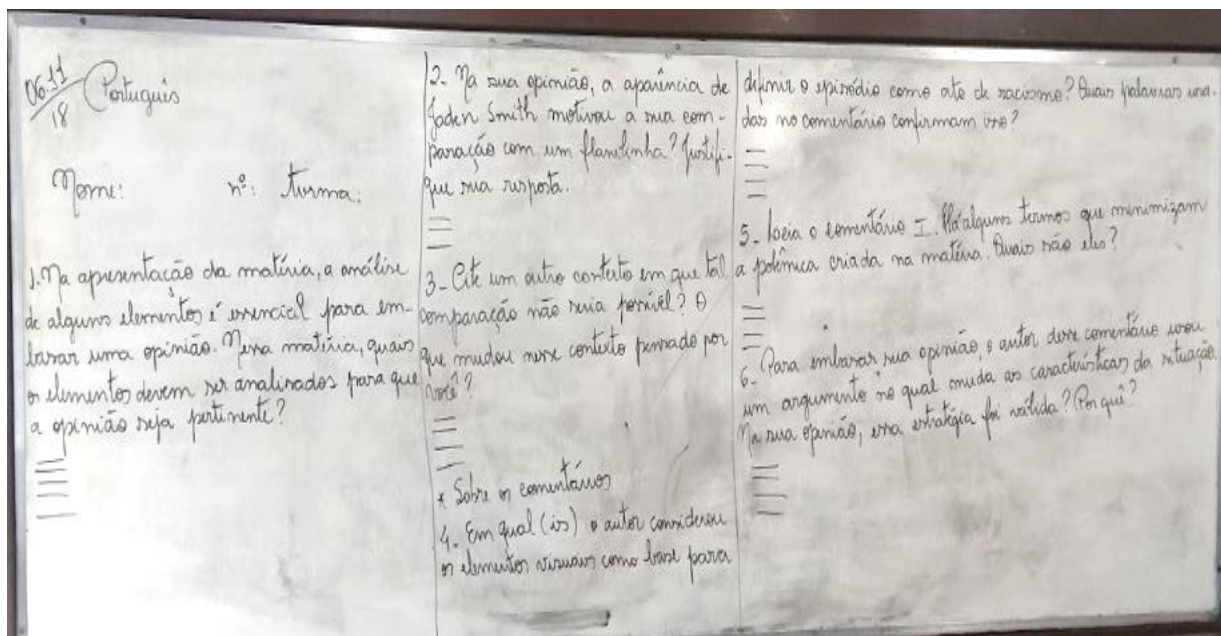 06.11
18
Português
Nome: nº: turma:
1. Na apresentação da matéria, a análise
de alguns elementos é essencial para em-
basar uma opinião. Nessa matéria, quais
os elementos devem ser analisados para que
a opinião seja pertinente?
2- Na sua opinião, a aparência de
Jaden Smith motivou a sua com-
paração com um flanelinha? Justifi-
que sua resposta.
3- Cite um outro contexto em que tal
comparação não seria possível? O
que mudou nesse contexto pensado por
você?
* Sobre os comentários
4. Em qual(is) o autor considerou
os elementos visuais como base para
definir o episódio como ato de racismo? Quais palavras usa-
das no comentário confirmam isso?
5- Leia o comentário I. Há alguns termos que minimizam
a polêmica criada na matéria. Quais são eles?
6- Para embasar sua opinião, o autor desse comentário usou
um argumento no qual muda as características da situação.
Na sua opinião, essa estratégia foi válida? Por quê?